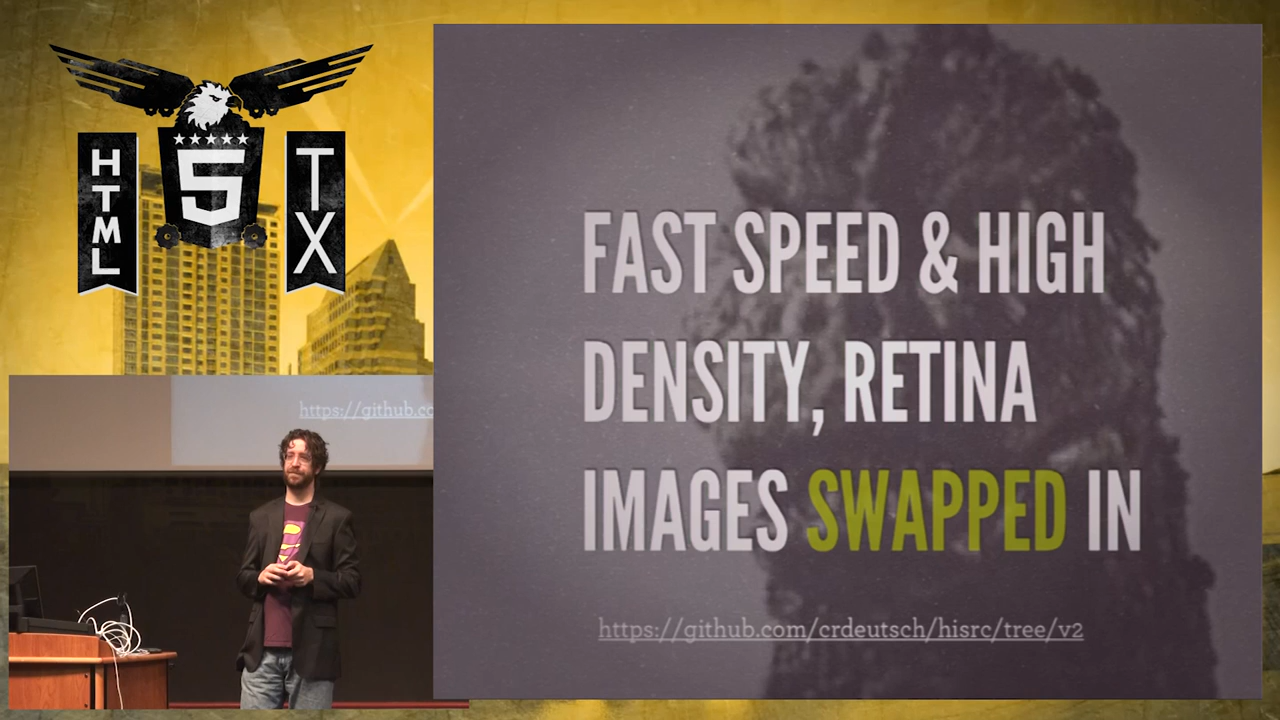 HTML
5
TX
FAST SPEED & HIGH
DENSITY, RETINA
IMAGES SWAPPED IN
https://github.com/crdeutsch/hisrc/tree/v2
https://github.co